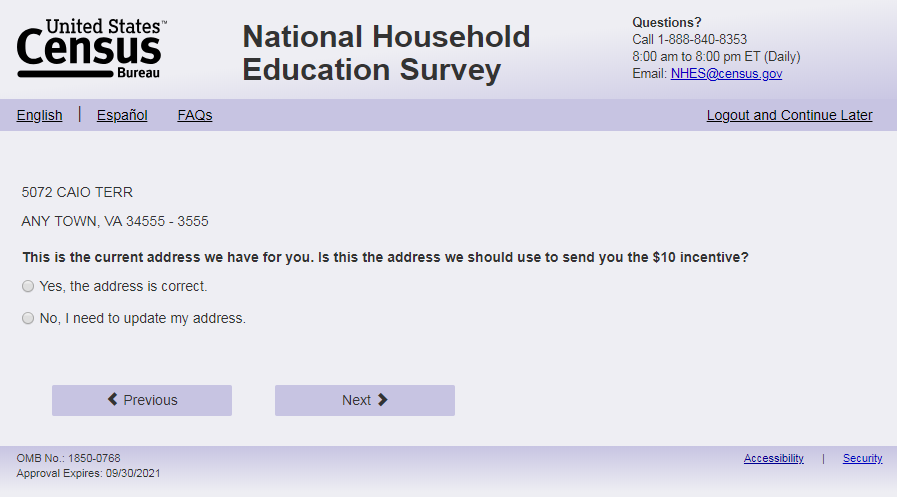 United States™
Census
Bureau
National Household
Education Survey
Questions?
Call 1-888-840-8353
8:00 am to 8:00 pm ET (Daily)
Email: NHES@census.gov
English | Español FAQs Logout and Continue Later
5072 CAIO TERR
ANY TOWN, VA 34555 - 3555
This is the current address we have for you. Is this the address we should use to send you the $10 incentive?
Yes, the address is correct.
No, I need to update my address.
Previous Next
OMB No.: 1850-0768 Accessibility | Security
Approval Expires: 09/30/2021